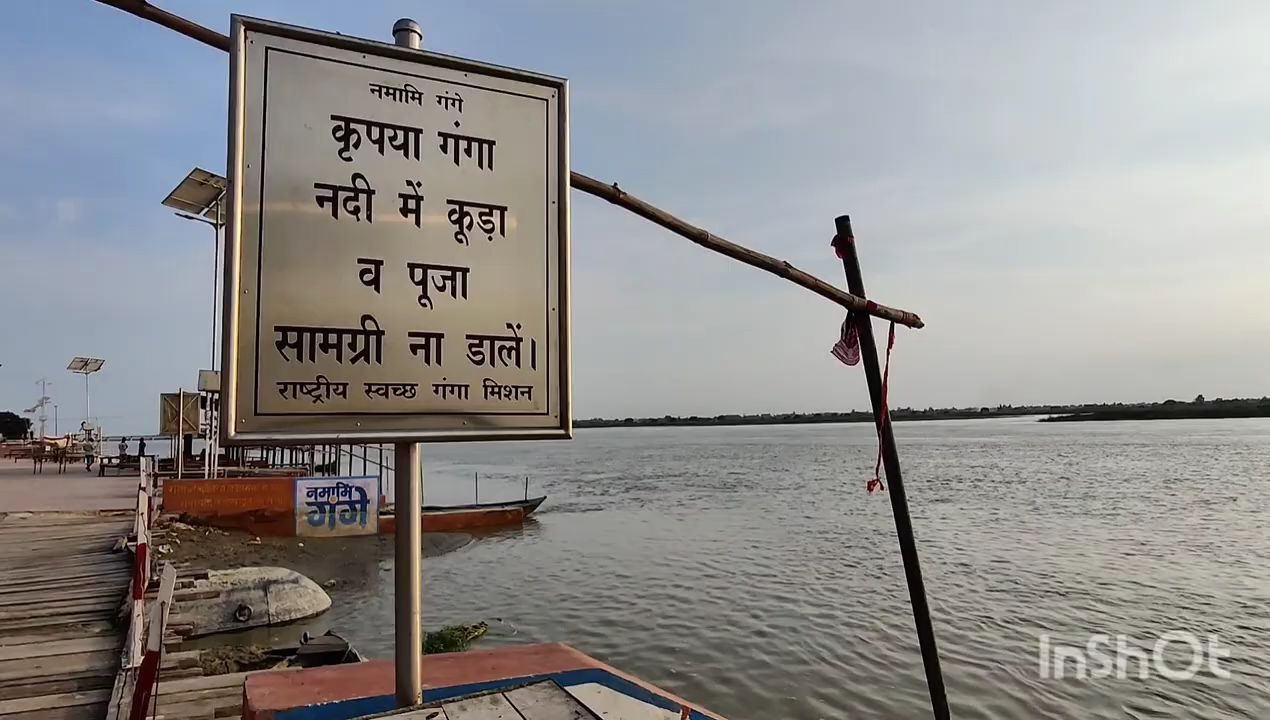 नमामि गंगे
कृपया गंगा
नदी में कूड़ा
व पूजा
सामग्री ना डालें।
राष्ट्रीय स्वच्छ गंगा मिशन
नमामि
गंगे
InShOt